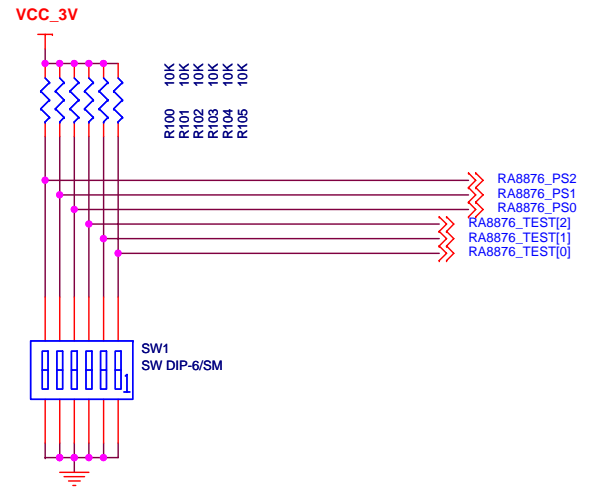 VCC_3V
R100 10K
R101 10K
R102 10K
R103 10K
R104 10K
R105 10K
RA8876_PS2
RA8876_PS1
RA8876_PS0
RA8876_TEST[2]
RA8876_TEST[1]
RA8876_TEST[0]
SW1
SW DIP-6/SM
1